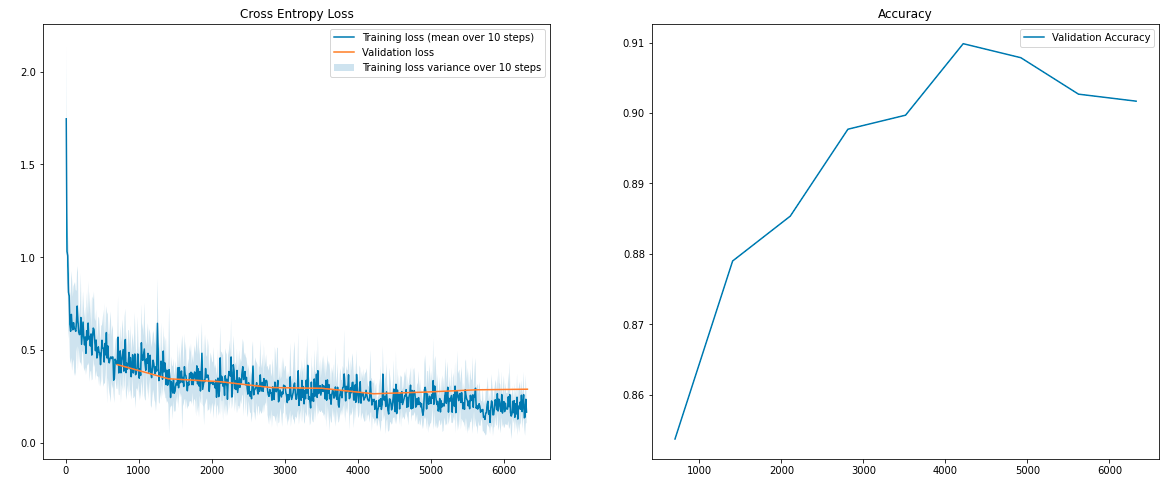 Cross Entropy Loss
Training loss (mean over 10 steps)
Validation loss
Training loss variance over 10 steps
2.0
1.5
1.0
0.5
0.0
0 1000 2000 3000 4000 5000 6000
Accuracy
Validation Accuracy
0.91
0.90
0.89
0.88
0.87
0.86
1000 2000 3000 4000 5000 6000